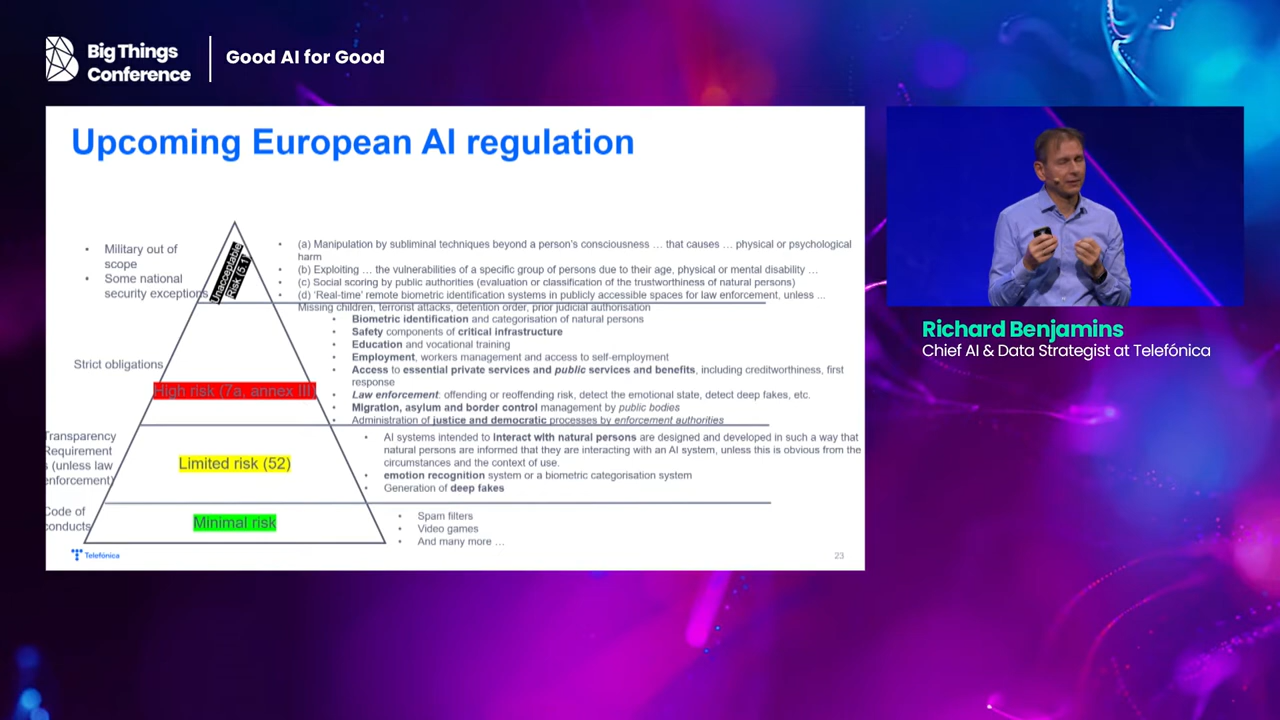 Big Things
Conference
Good AI for Good
Upcoming European AI regulation
• Military out of
scope
• Some national
security exceptions
Unacceptable
Risk (5.1)
• (a) Manipulation by subliminal techniques beyond a person's consciousness … that causes … physical or psychological
harm
• (b) Exploiting … the vulnerabilities of a specific group of persons due to their age, physical or mental disability …
• (c) Social scoring by public authorities (evaluation or classification of the trustworthiness of natural persons)
• (d) 'Real-time' remote biometric identification systems in publicly accessible spaces for law enforcement, unless …
Missing children, terrorist attacks, detention order, prior judicial authorisation
Strict obligations
High risk (7a, annex III)
• Biometric identification and categorisation of natural persons
• Safety components of critical infrastructure
• Education and vocational training
• Employment, workers management and access to self-employment
• Access to essential private services and public services and benefits, including creditworthiness, first
response
• Law enforcement: offending or reoffending risk, detect the emotional state, detect deep fakes, etc.
• Migration, asylum and border control management by public bodies
• Administration of justice and democratic processes by enforcement authorities
Transparency
Requirement
s (unless law
enforcement)
Limited risk (52)
• AI systems intended to Interact with natural persons are designed and developed in such a way that
natural persons are informed that they are interacting with an AI system, unless this is obvious from the
circumstances and the context of use.
• emotion recognition system or a biometric categorisation system
• Generation of deep fakes
Code of
conducts
Minimal risk
• Spam filters
• Video games
• And many more …
Telefónica
23
Richard Benjamins
Chief AI & Data Strategist at Telefónica